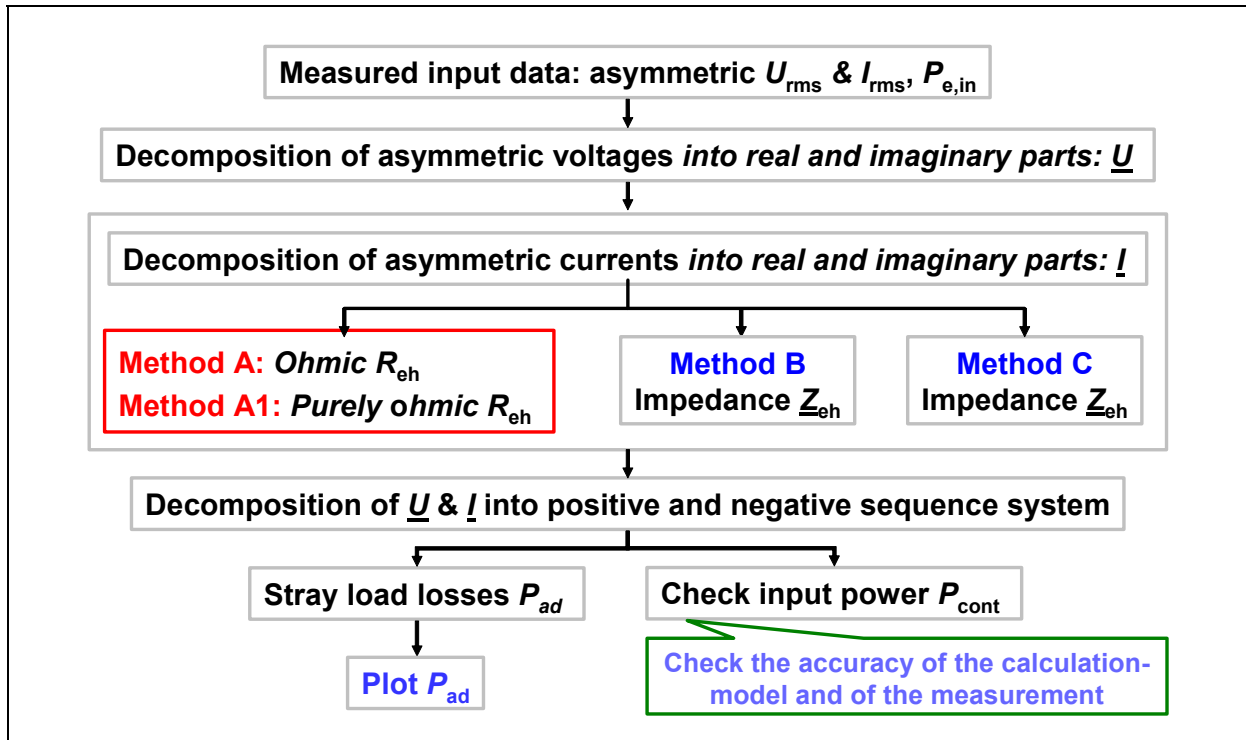 Measured input data: asymmetric Urms & Irms, Pe,in
Decomposition of asymmetric voltages into real and imaginary parts: U
Decomposition of asymmetric currents into real and imaginary parts: I
Method A: Ohmic Reh
Method A1: Purely ohmic Reh
Method B
Impedance Zeh
Method C
Impedance Zeh
Decomposition of U & I into positive and negative sequence system
Stray load losses Pad
Check input power Pcont
Plot Pad
Check the accuracy of the calculation-
model and of the measurement